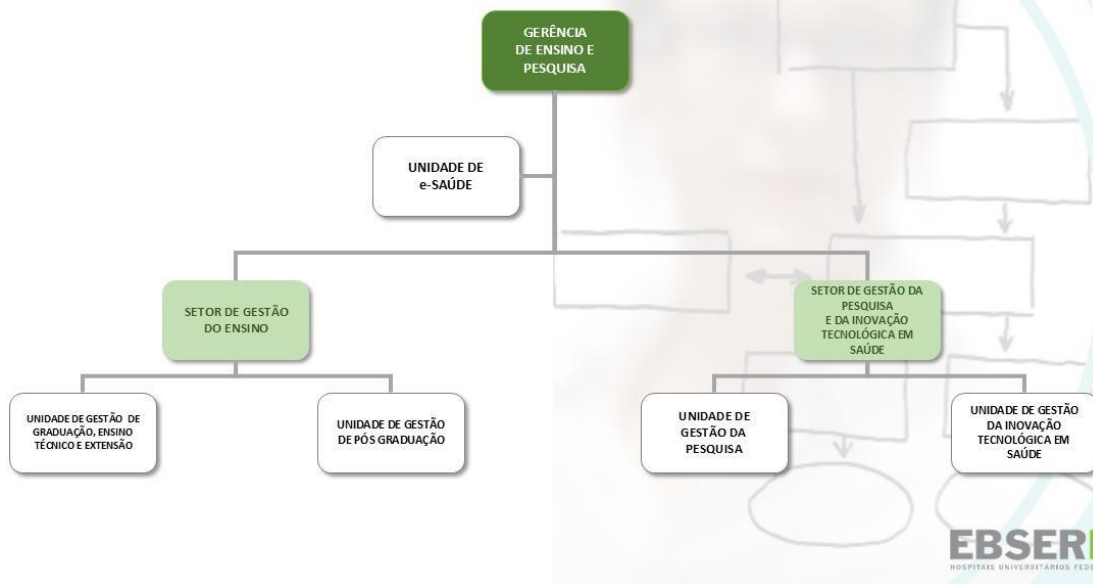 GERÊNCIA
DE ENSINO E
PESQUISA
UNIDADE DE
e-SAÚDE
SETOR DE GESTÃO
DO ENSINO
SETOR DE GESTÃO DA
PESQUISA
E DA INOVAÇÃO
TECNOLÓGICA EM
SAÚDE
UNIDADE DE GESTÃO DE
GRADUAÇÃO, ENSINO
TÉCNICO E EXTENSÃO
UNIDADE DE GESTÃO
DE PÓS GRADUAÇÃO
UNIDADE DE
GESTÃO DA
PESQUISA
UNIDADE DE GESTÃO
DA INOVAÇÃO
TECNOLÓGICA EM
SAÚDE
EBSER
HOSPITAIS UNIVERSITÁRIOS